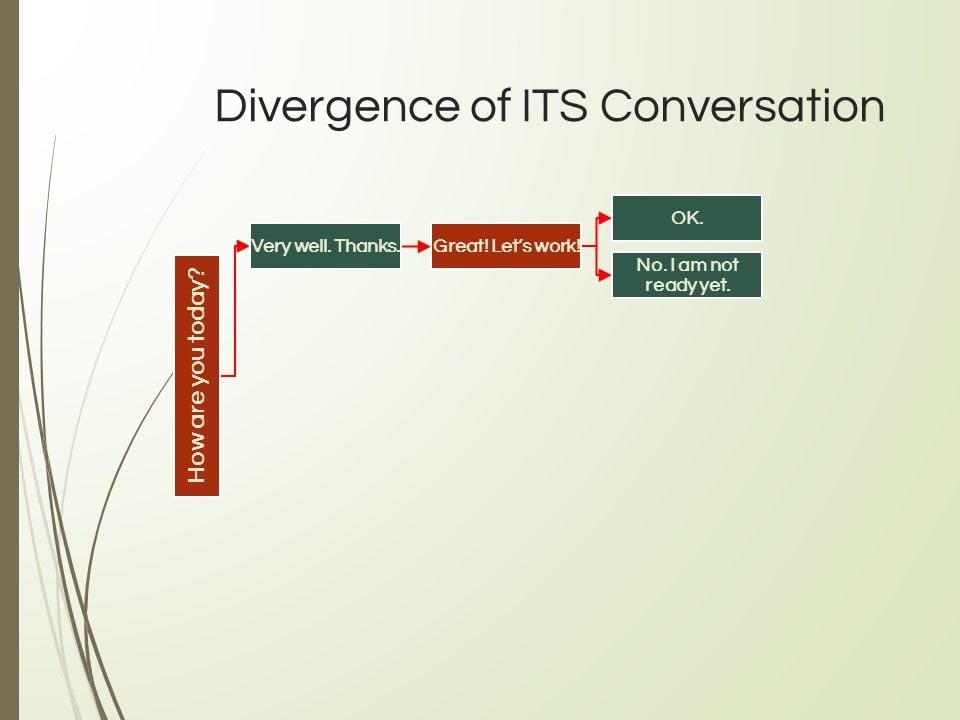 Divergence of ITS Conversation
How are you today?
Very well. Thanks.
Great! Let's work!
OK.
No. I am not
ready yet.